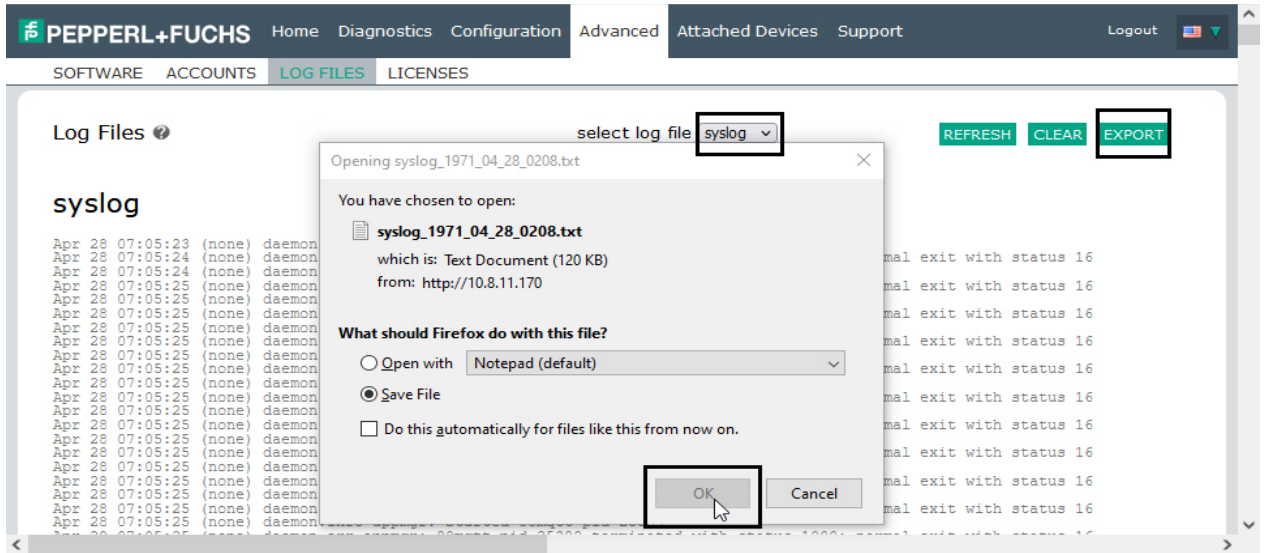 PEPPERL+FUCHS Home Diagnostics Configuration Advanced Attached Devices Support Logout
SOFTWARE ACCOUNTS LOG FILES LICENSES
Log Files ? select log file syslog REFRESH CLEAR EXPORT
syslog
Apr 28 07:05:23 (none) daemon
Apr 28 07:05:24 (none) daemon mal exit with status 16
Apr 28 07:05:24 (none) daemon
Apr 28 07:05:25 (none) daemon mal exit with status 16
Apr 28 07:05:25 (none) daemon
Apr 28 07:05:25 (none) daemon mal exit with status 16
Apr 28 07:05:25 (none) daemon
Apr 28 07:05:25 (none) daemon mal exit with status 16
Apr 28 07:05:25 (none) daemon
Apr 28 07:05:25 (none) daemon mal exit with status 16
Apr 28 07:05:25 (none) daemon
Apr 28 07:05:25 (none) daemon mal exit with status 16
Apr 28 07:05:25 (none) daemon
Apr 28 07:05:25 (none) daemon mal exit with status 16
Apr 28 07:05:25 (none) daemon
Apr 28 07:05:25 (none) daemon mal exit with status 16
Apr 28 07:05:25 (none) daemon
Apr 28 07:05:25 (none) daemon mal exit with status 16
Apr 28 07:05:25 (none) daemon
Apr 28 07:05:25 (none) daemon mal exit with status 16
Apr 28 07:05:25 (none) daemon
Opening syslog_1971_04_28_0208.txt
You have chosen to open:
syslog_1971_04_28_0208.txt
which is: Text Document (120 KB)
from: http://10.8.11.170
What should Firefox do with this file?
Open with Notepad (default)
Save File
Do this automatically for files like this from now on.
OK Cancel